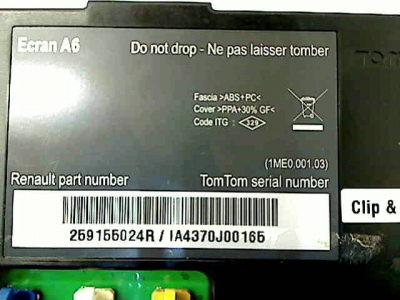 Ecran A6
Do not drop - Ne pas laisser tomber
TOM
Fascia >ABS+PC<
Cover >PPA+30% GF<
Code ITG : 329
(1ME0.001.03)
Renault part number
TomTom serial number
Clip &
259155024R / IA4370J00165